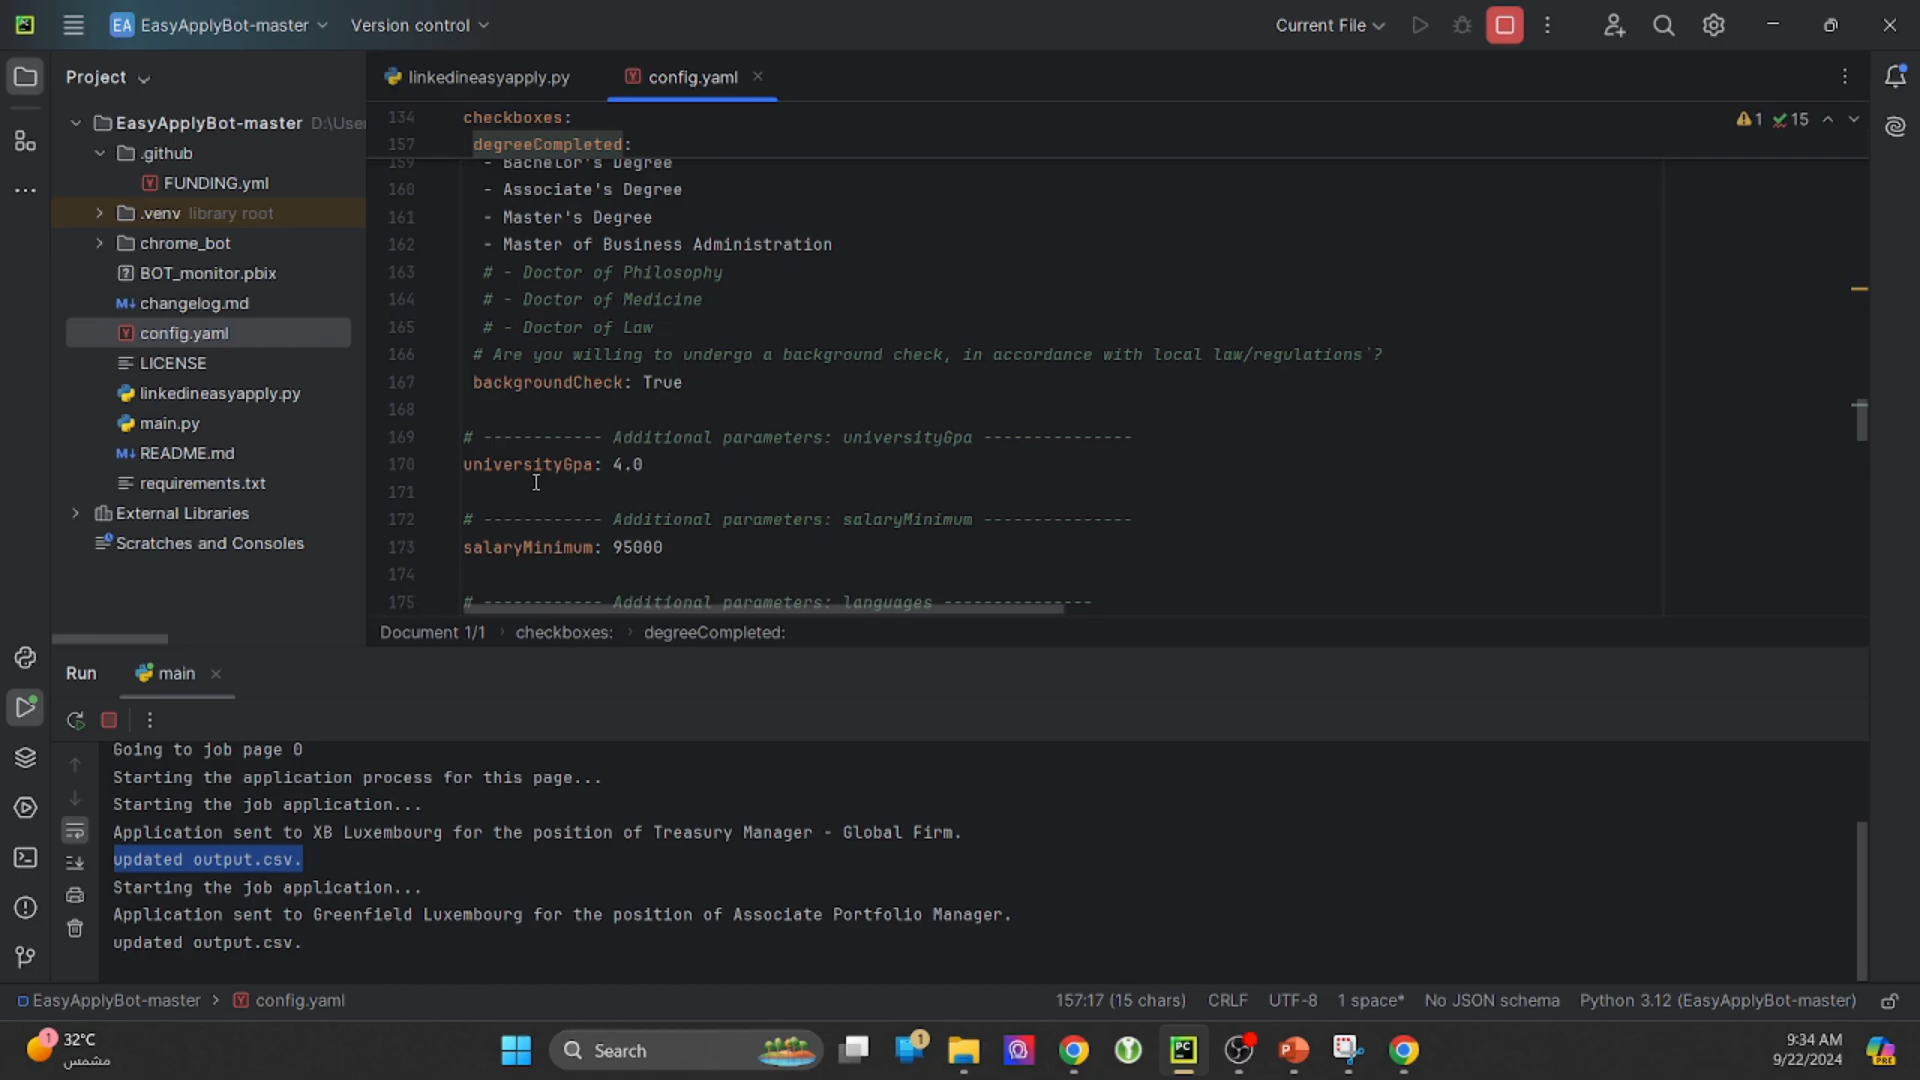 EA EasyApplyBot-master Version control Current File
Project
linkedineasyapply.py config.yaml
EasyApplyBot-master D:\Use
.github
FUNDING.yml
.venv library root
chrome_bot
BOT_monitor.pbix
changelog.md
config.yaml
LICENSE
linkedineasyapply.py
main.py
README.md
requirements.txt
External Libraries
Scratches and Consoles
1 15
134 checkboxes:
157 degreeCompleted:
159 - Bachelor's Degree
160 - Associate's Degree
161 - Master's Degree
162 - Master of Business Administration
163 # - Doctor of Philosophy
164 # - Doctor of Medicine
165 # - Doctor of Law
166 # Are you willing to undergo a background check, in accordance with local law/regulations`?
167 backgroundCheck: True
168
169 # ------------ Additional parameters: universityGpa ---------------
170 universityGpa: 4.0
171
172 # ------------ Additional parameters: salaryMinimum ---------------
173 salaryMinimum: 95000
174
175 # ------------ Additional parameters: languages ---------------
Document 1/1 checkboxes: degreeCompleted:
Run main
Going to job page 0
Starting the application process for this page...
Starting the job application...
Application sent to XB Luxembourg for the position of Treasury Manager - Global Firm.
updated output.csv.
Starting the job application...
Application sent to Greenfield Luxembourg for the position of Associate Portfolio Manager.
updated output.csv.
EasyApplyBot-master > config.yaml 157:17 (15 chars) CRLF UTF-8 1 space* No JSON schema Python 3.12 (EasyApplyBot-master)
1 32°C
مشمس
Search
1
PC
9:34 AM
9/22/2024
PRE